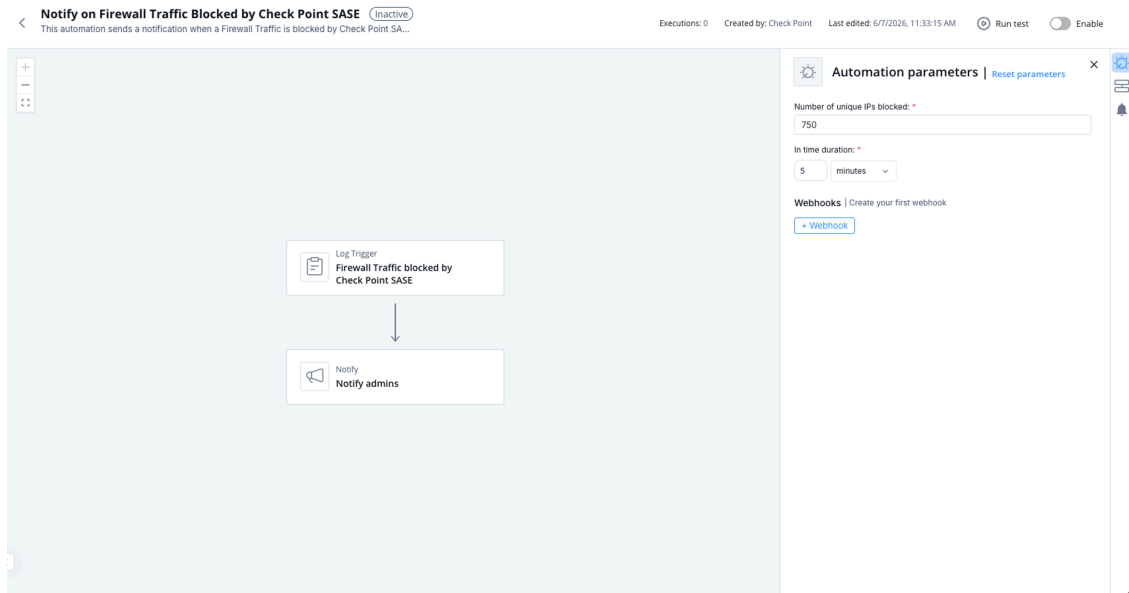 Notify on Firewall Traffic Blocked by Check Point SASE Inactive
This automation sends a notification when a Firewall Traffic is blocked by Check Point SA...
Executions: 0 Created by: Check Point Last edited: 6/7/2026, 11:33:15 AM Run test Enable
Automation parameters | Reset parameters
Number of unique IPs blocked: *
750
In time duration: *
5 minutes
Webhooks | Create your first webhook
+ Webhook
Log Trigger
Firewall Traffic blocked by
Check Point SASE
Notify
Notify admins